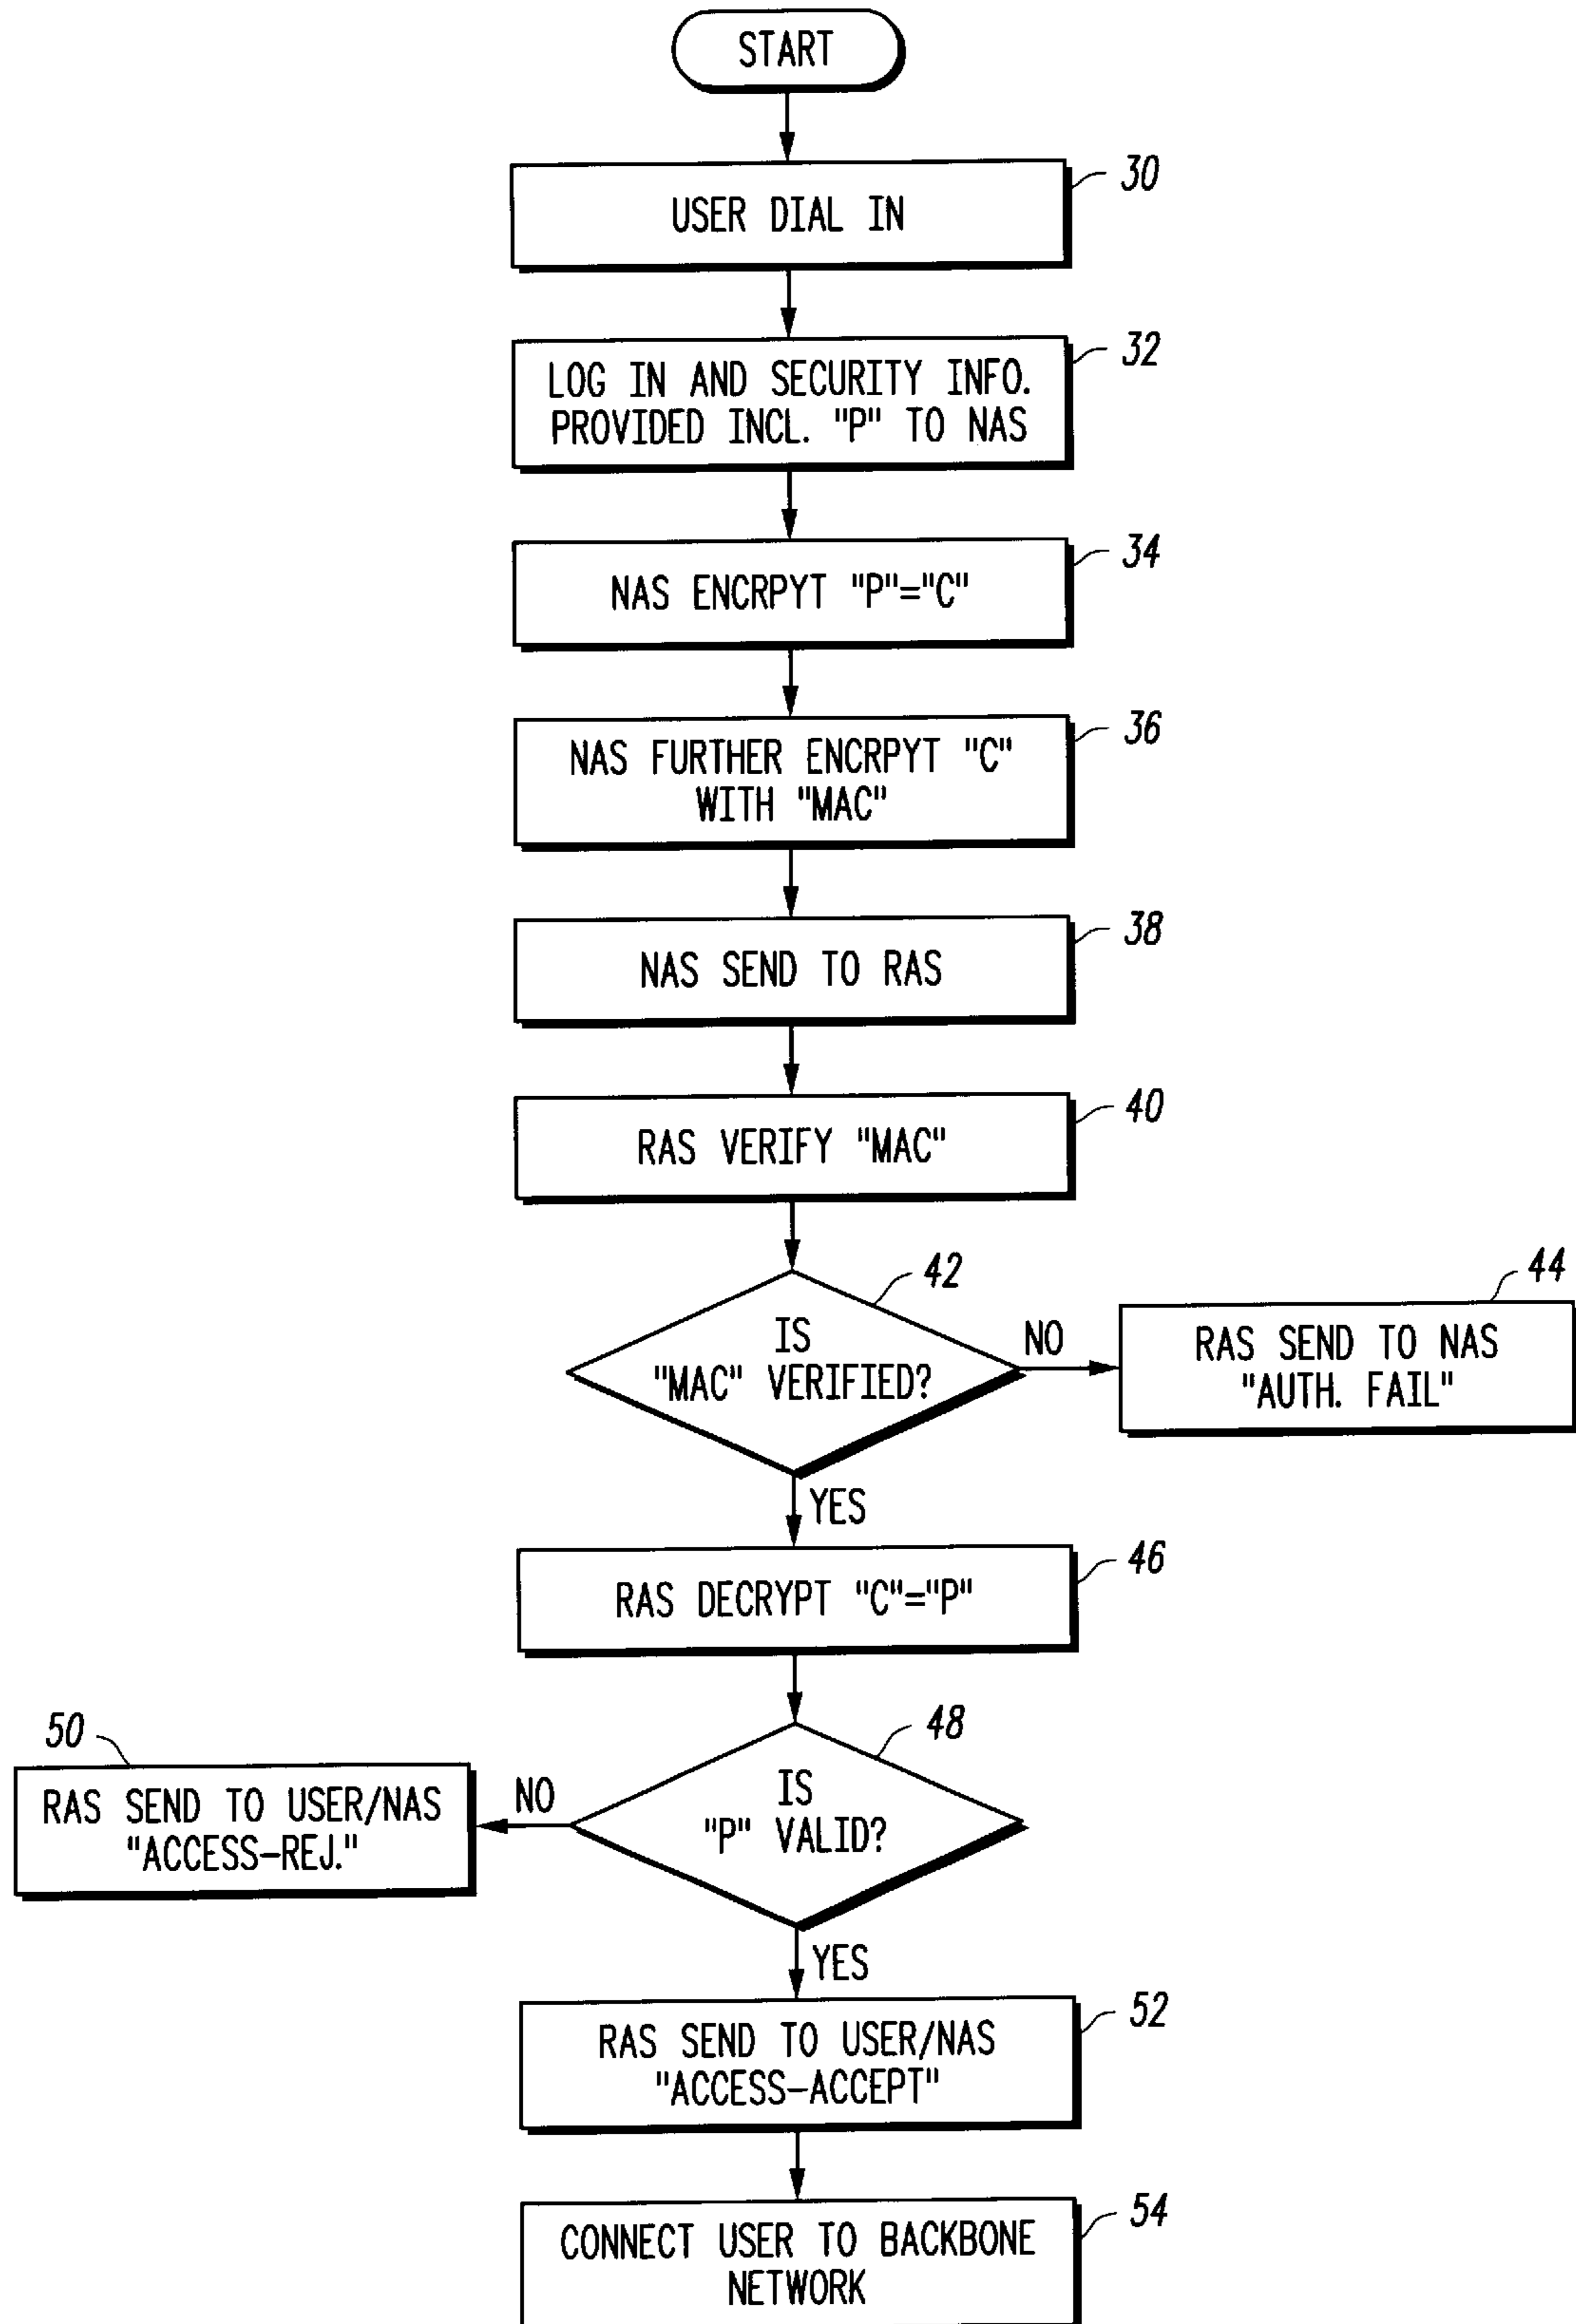 START
30
USER DIAL IN
32
LOG IN AND SECURITY INFO.
PROVIDED INCL. "P" TO NAS
34
NAS ENCRPYT "P"="C"
36
NAS FURTHER ENCRPYT "C"
WITH "MAC"
38
NAS SEND TO RAS
40
RAS VERIFY "MAC"
42
IS
"MAC" VERIFIED?
NO
44
RAS SEND TO NAS
"AUTH. FAIL"
YES
46
RAS DECRYPT "C"="P"
48
IS
"P" VALID?
NO
50
RAS SEND TO USER/NAS
"ACCESS-REJ."
YES
52
RAS SEND TO USER/NAS
"ACCESS-ACCEPT"
54
CONNECT USER TO BACKBONE
NETWORK